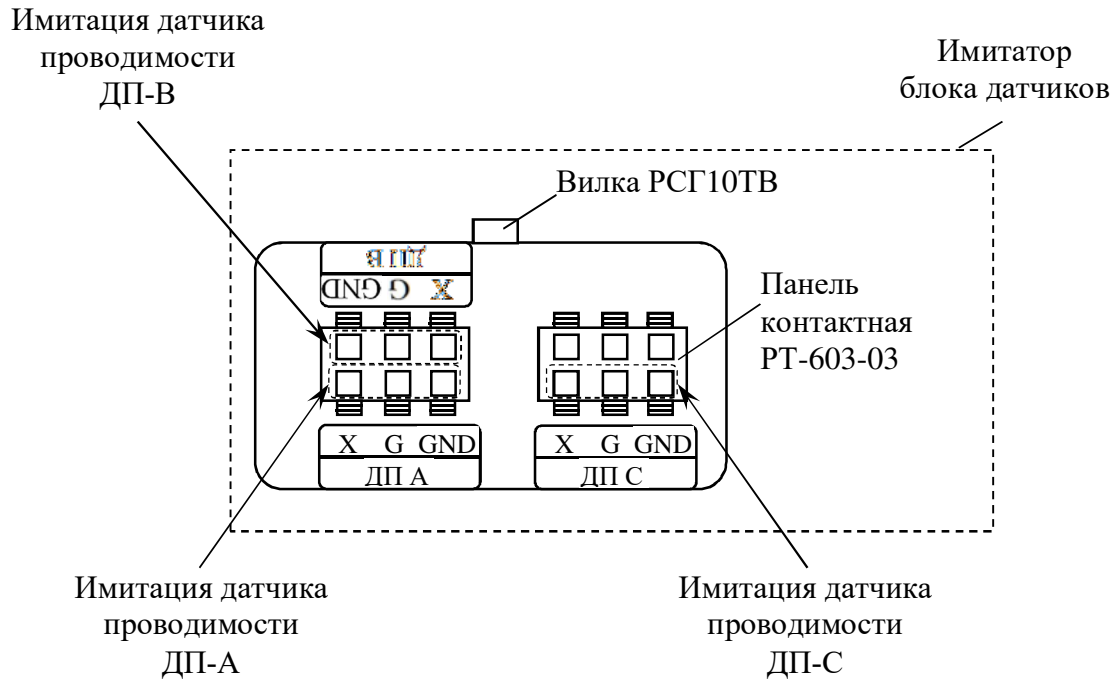 Имитация датчика
проводимости
ДП-В
Имитатор
блока датчиков
Вилка РСГ10ТВ
ДП В
X G GND
Панель
контактная
РТ-603-03
X G GND
ДП А
X G GND
ДП С
Имитация датчика
проводимости
ДП-А
Имитация датчика
проводимости
ДП-С